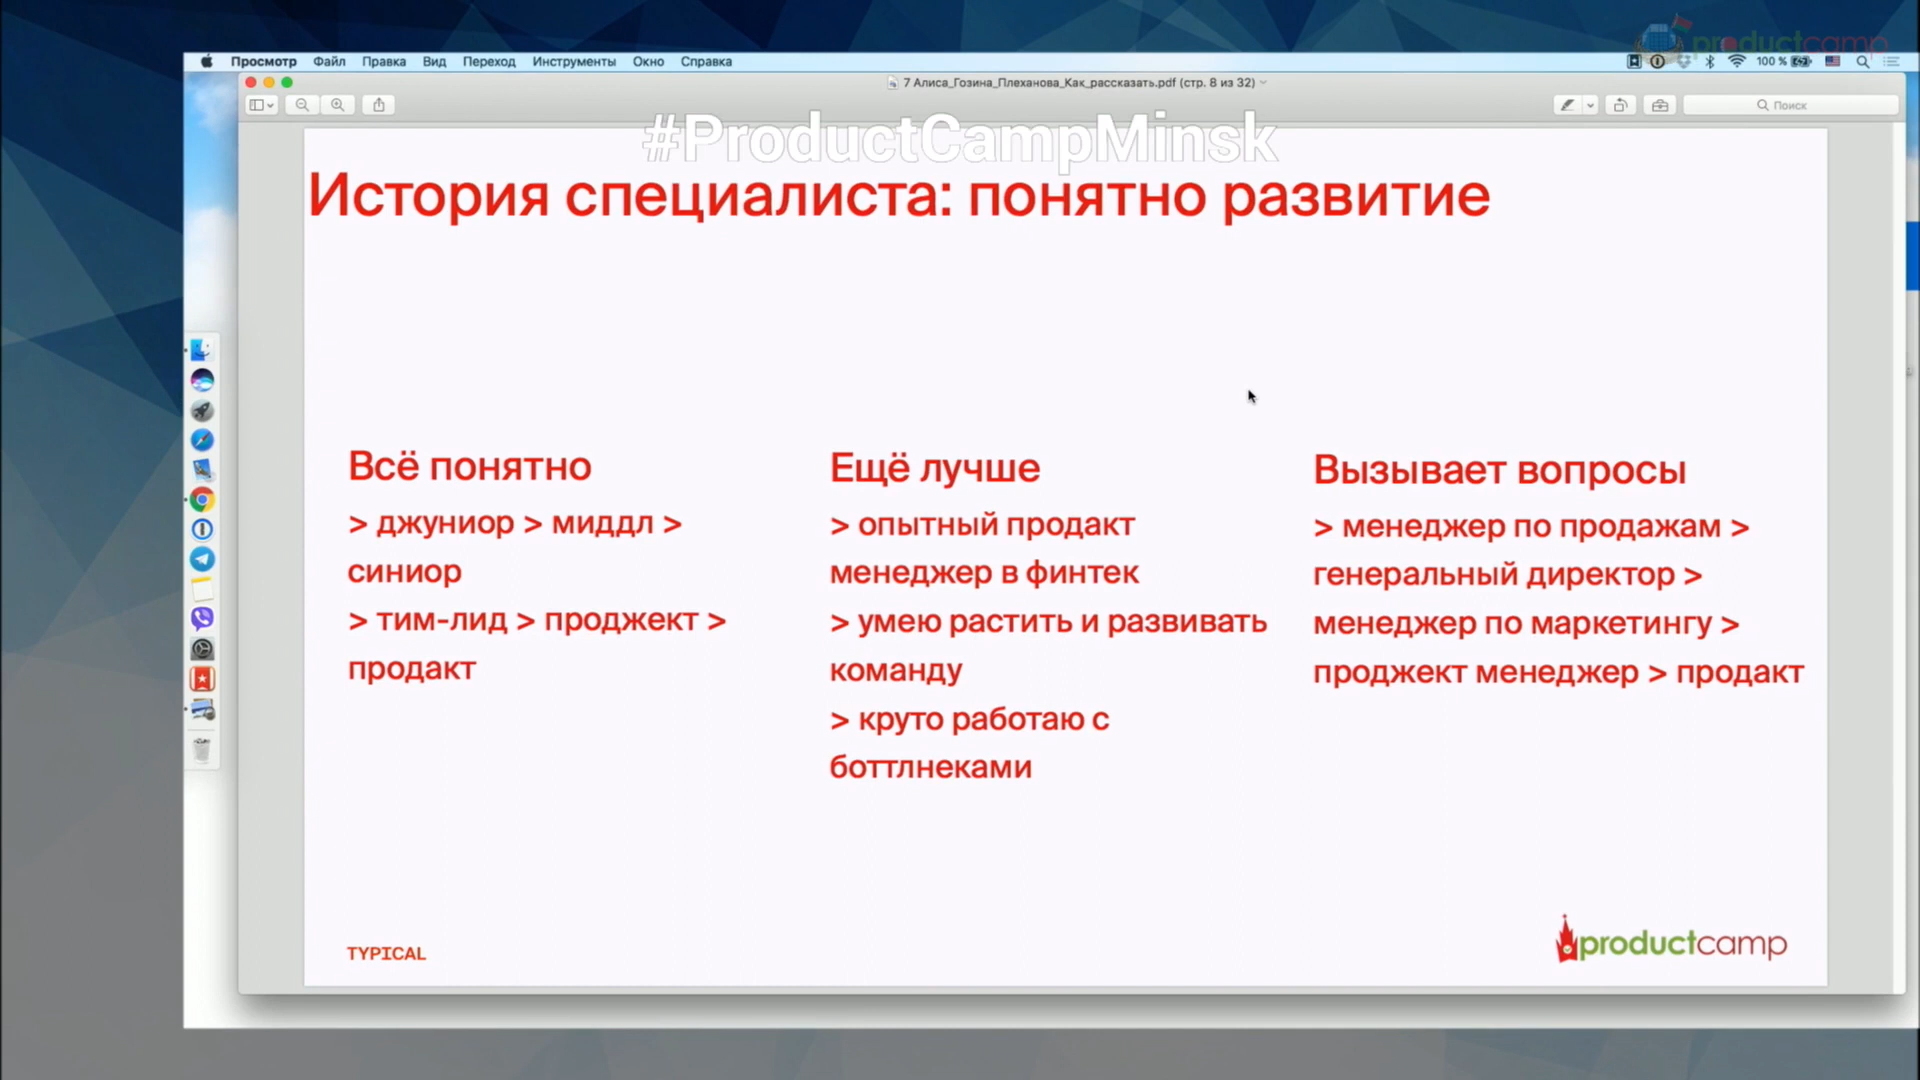 productcamp
Просмотр Файл Правка Вид Переход Инструменты Окно Справка 100 %
7 Алиса_Гозина_Плеханова_Как_рассказать.pdf (стр. 8 из 32)
Поиск
#ProductCampMinsk
История специалиста: понятно развитие
Всё понятно
> джуниор > миддл >
синиор
> тим-лид > проджект >
продакт
Ещё лучше
> опытный продакт
менеджер в финтек
> умею растить и развивать
команду
> круто работаю с
боттлнеками
Вызывает вопросы
> менеджер по продажам >
генеральный директор >
менеджер по маркетингу >
проджект менеджер > продакт
TYPICAL
productcamp